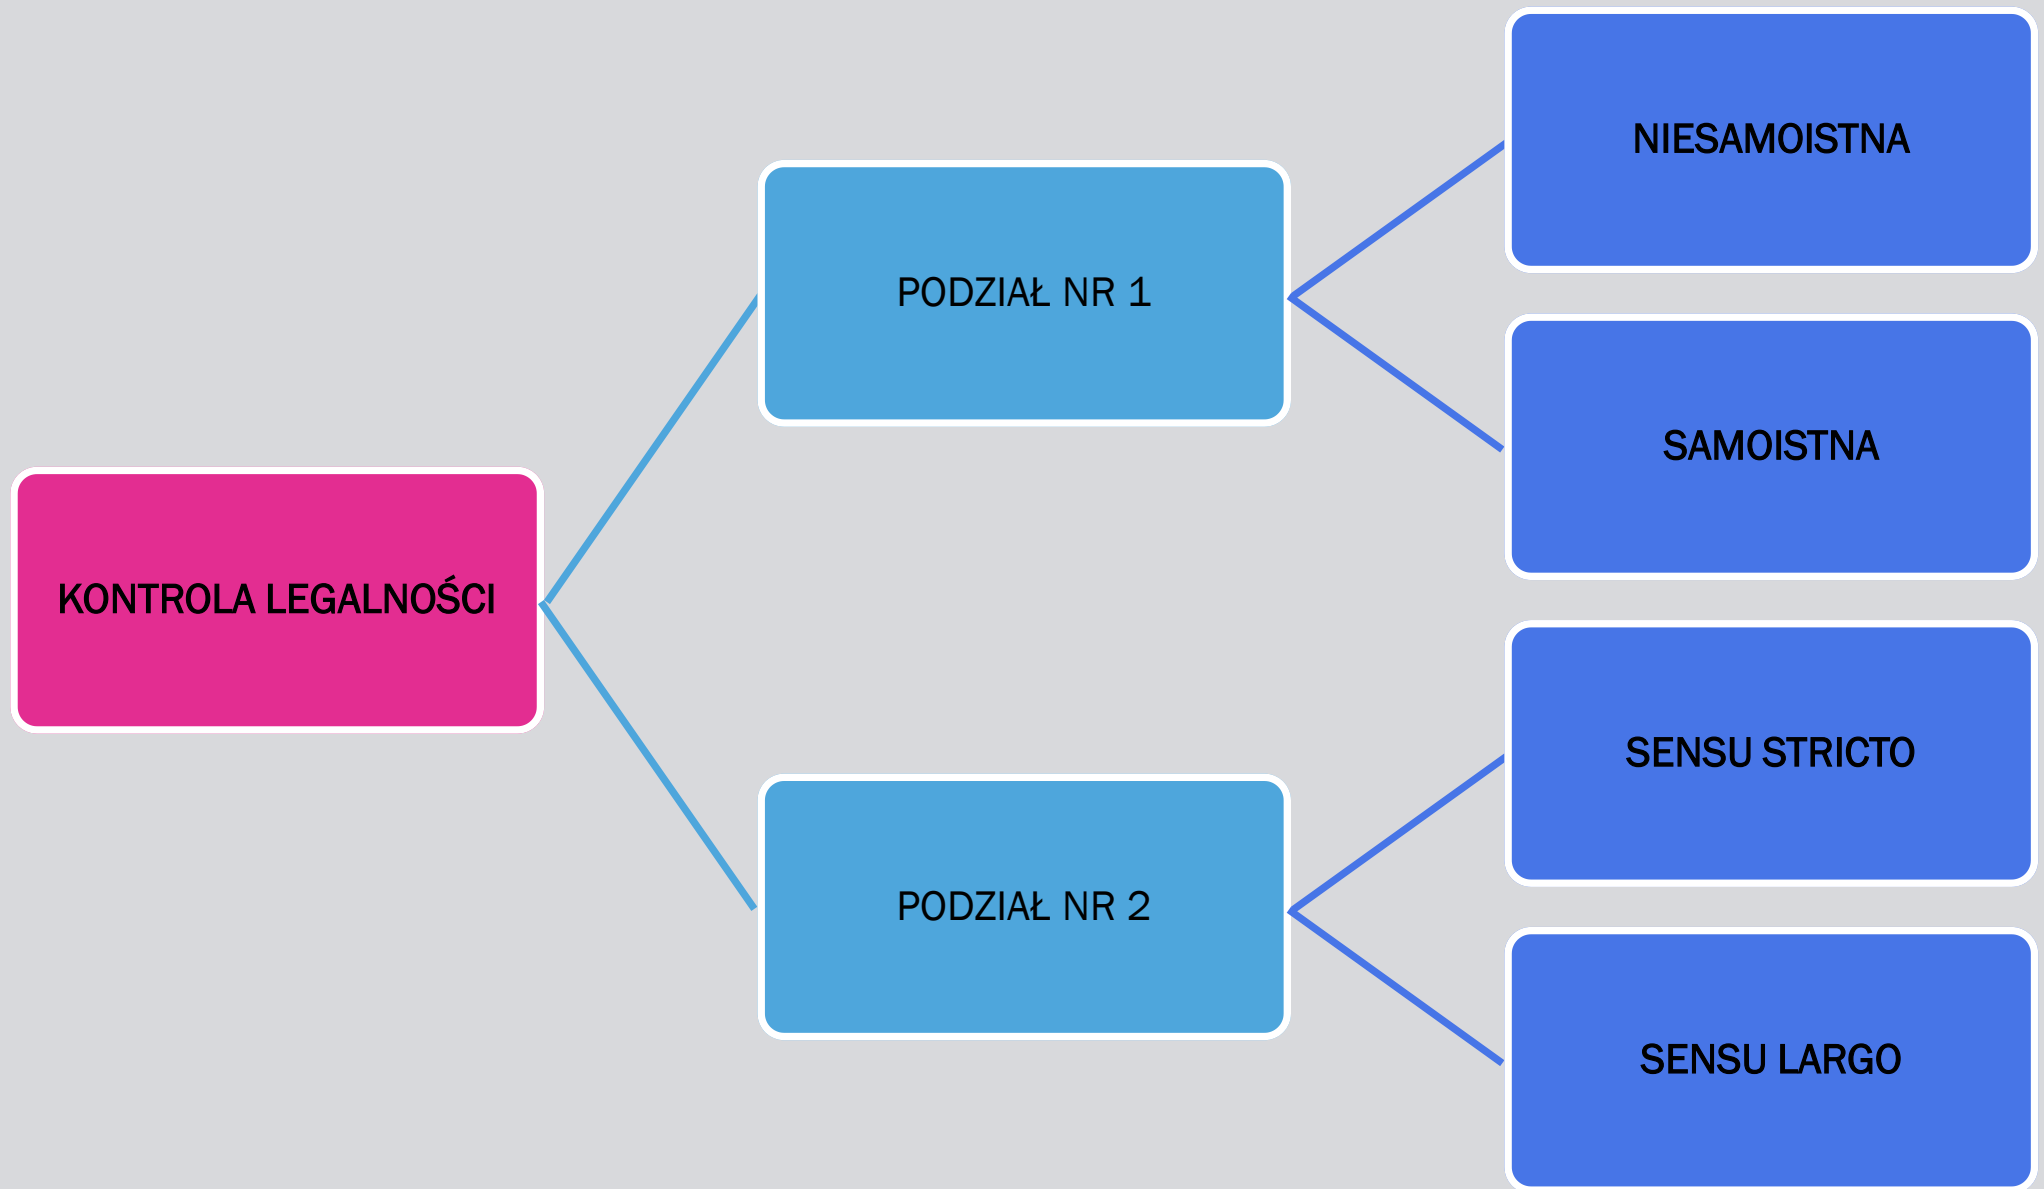 KONTROLA LEGALNOŚCI
PODZIAŁ NR 1
NIESAMOISTNA
SAMOISTNA
PODZIAŁ NR 2
SENSU STRICTO
SENSU LARGO